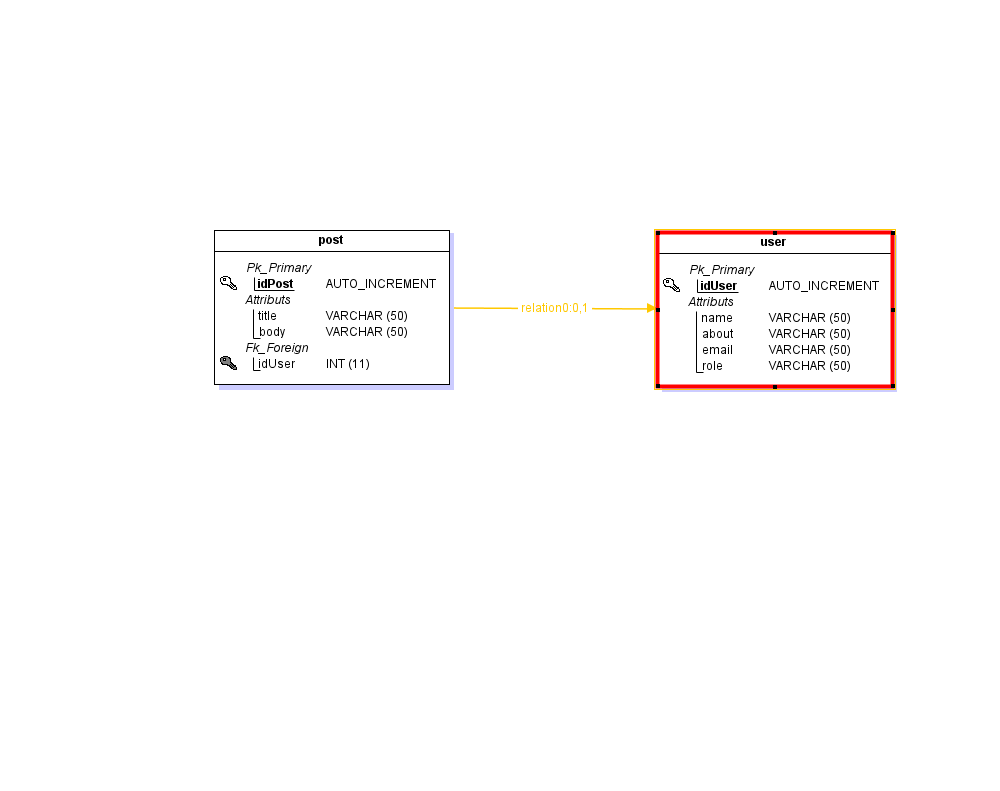 post
Pk_Primary
idPost AUTO_INCREMENT
Attributs
title VARCHAR (50)
body VARCHAR (50)
Fk_Foreign
idUser INT (11)
relation0:0,1
user
Pk_Primary
idUser AUTO_INCREMENT
Attributs
name VARCHAR (50)
about VARCHAR (50)
email VARCHAR (50)
role VARCHAR (50)